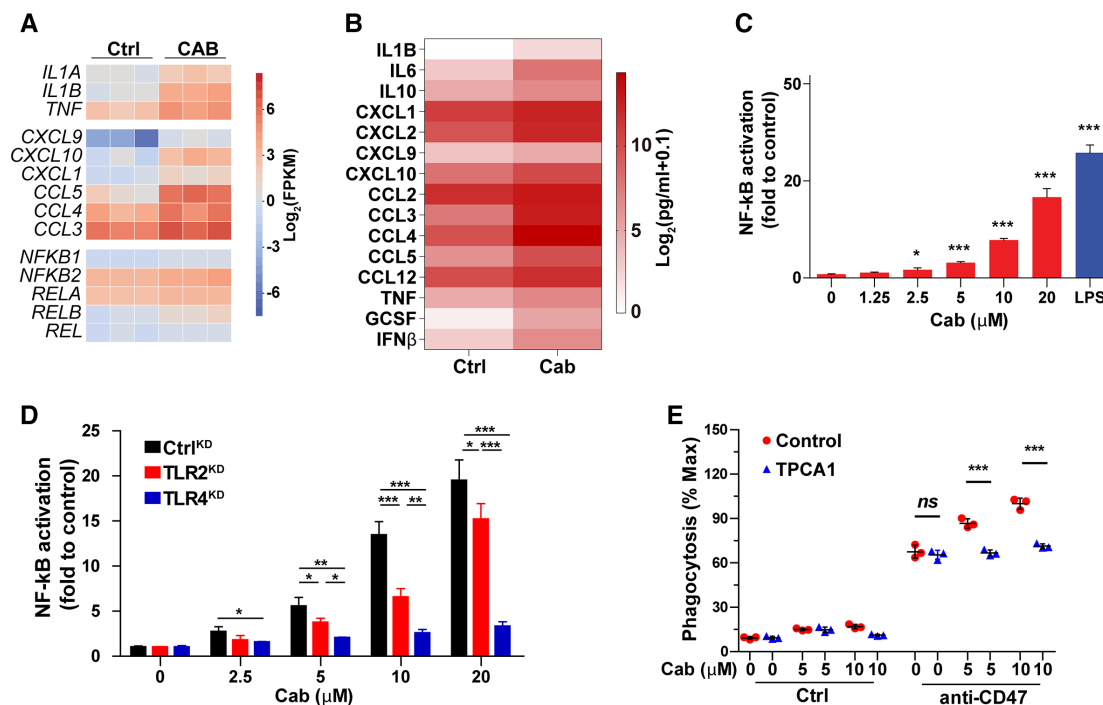 A
Ctrl CAB
IL1A
IL1B
TNF
CXCL9
CXCL10
CXCL1
CCL5
CCL4
CCL3
NFKB1
NFKB2
RELA
RELB
REL
6
3
0
-3
-6
Log2(FPKM)
B
IL1B
IL6
IL10
CXCL1
CXCL2
CXCL9
CXCL10
CCL2
CCL3
CCL4
CCL5
CCL12
TNF
GCSF
IFNβ
Ctrl Cab
10
5
0
Log2(pg/ml+0.1)
C
NF-kB activation
(fold to control)
50
20
0
* *** *** *** ***
0 1.25 2.5 5 10 20 LPS
Cab (μM)
D
NF-kB activation
(fold to control)
25
20
15
10
5
0
CtrlKD
TLR2KD
TLR4KD
*
**
* *
***
*** **
***
* ***
0 2.5 5 10 20
Cab (μM)
E
Phagocytosis (% Max)
150
120
90
60
30
0
Control
TPCA1
ns *** ***
Cab (μM) 0 0 5 5 10 10 0 0 5 5 10 10
Ctrl anti-CD47